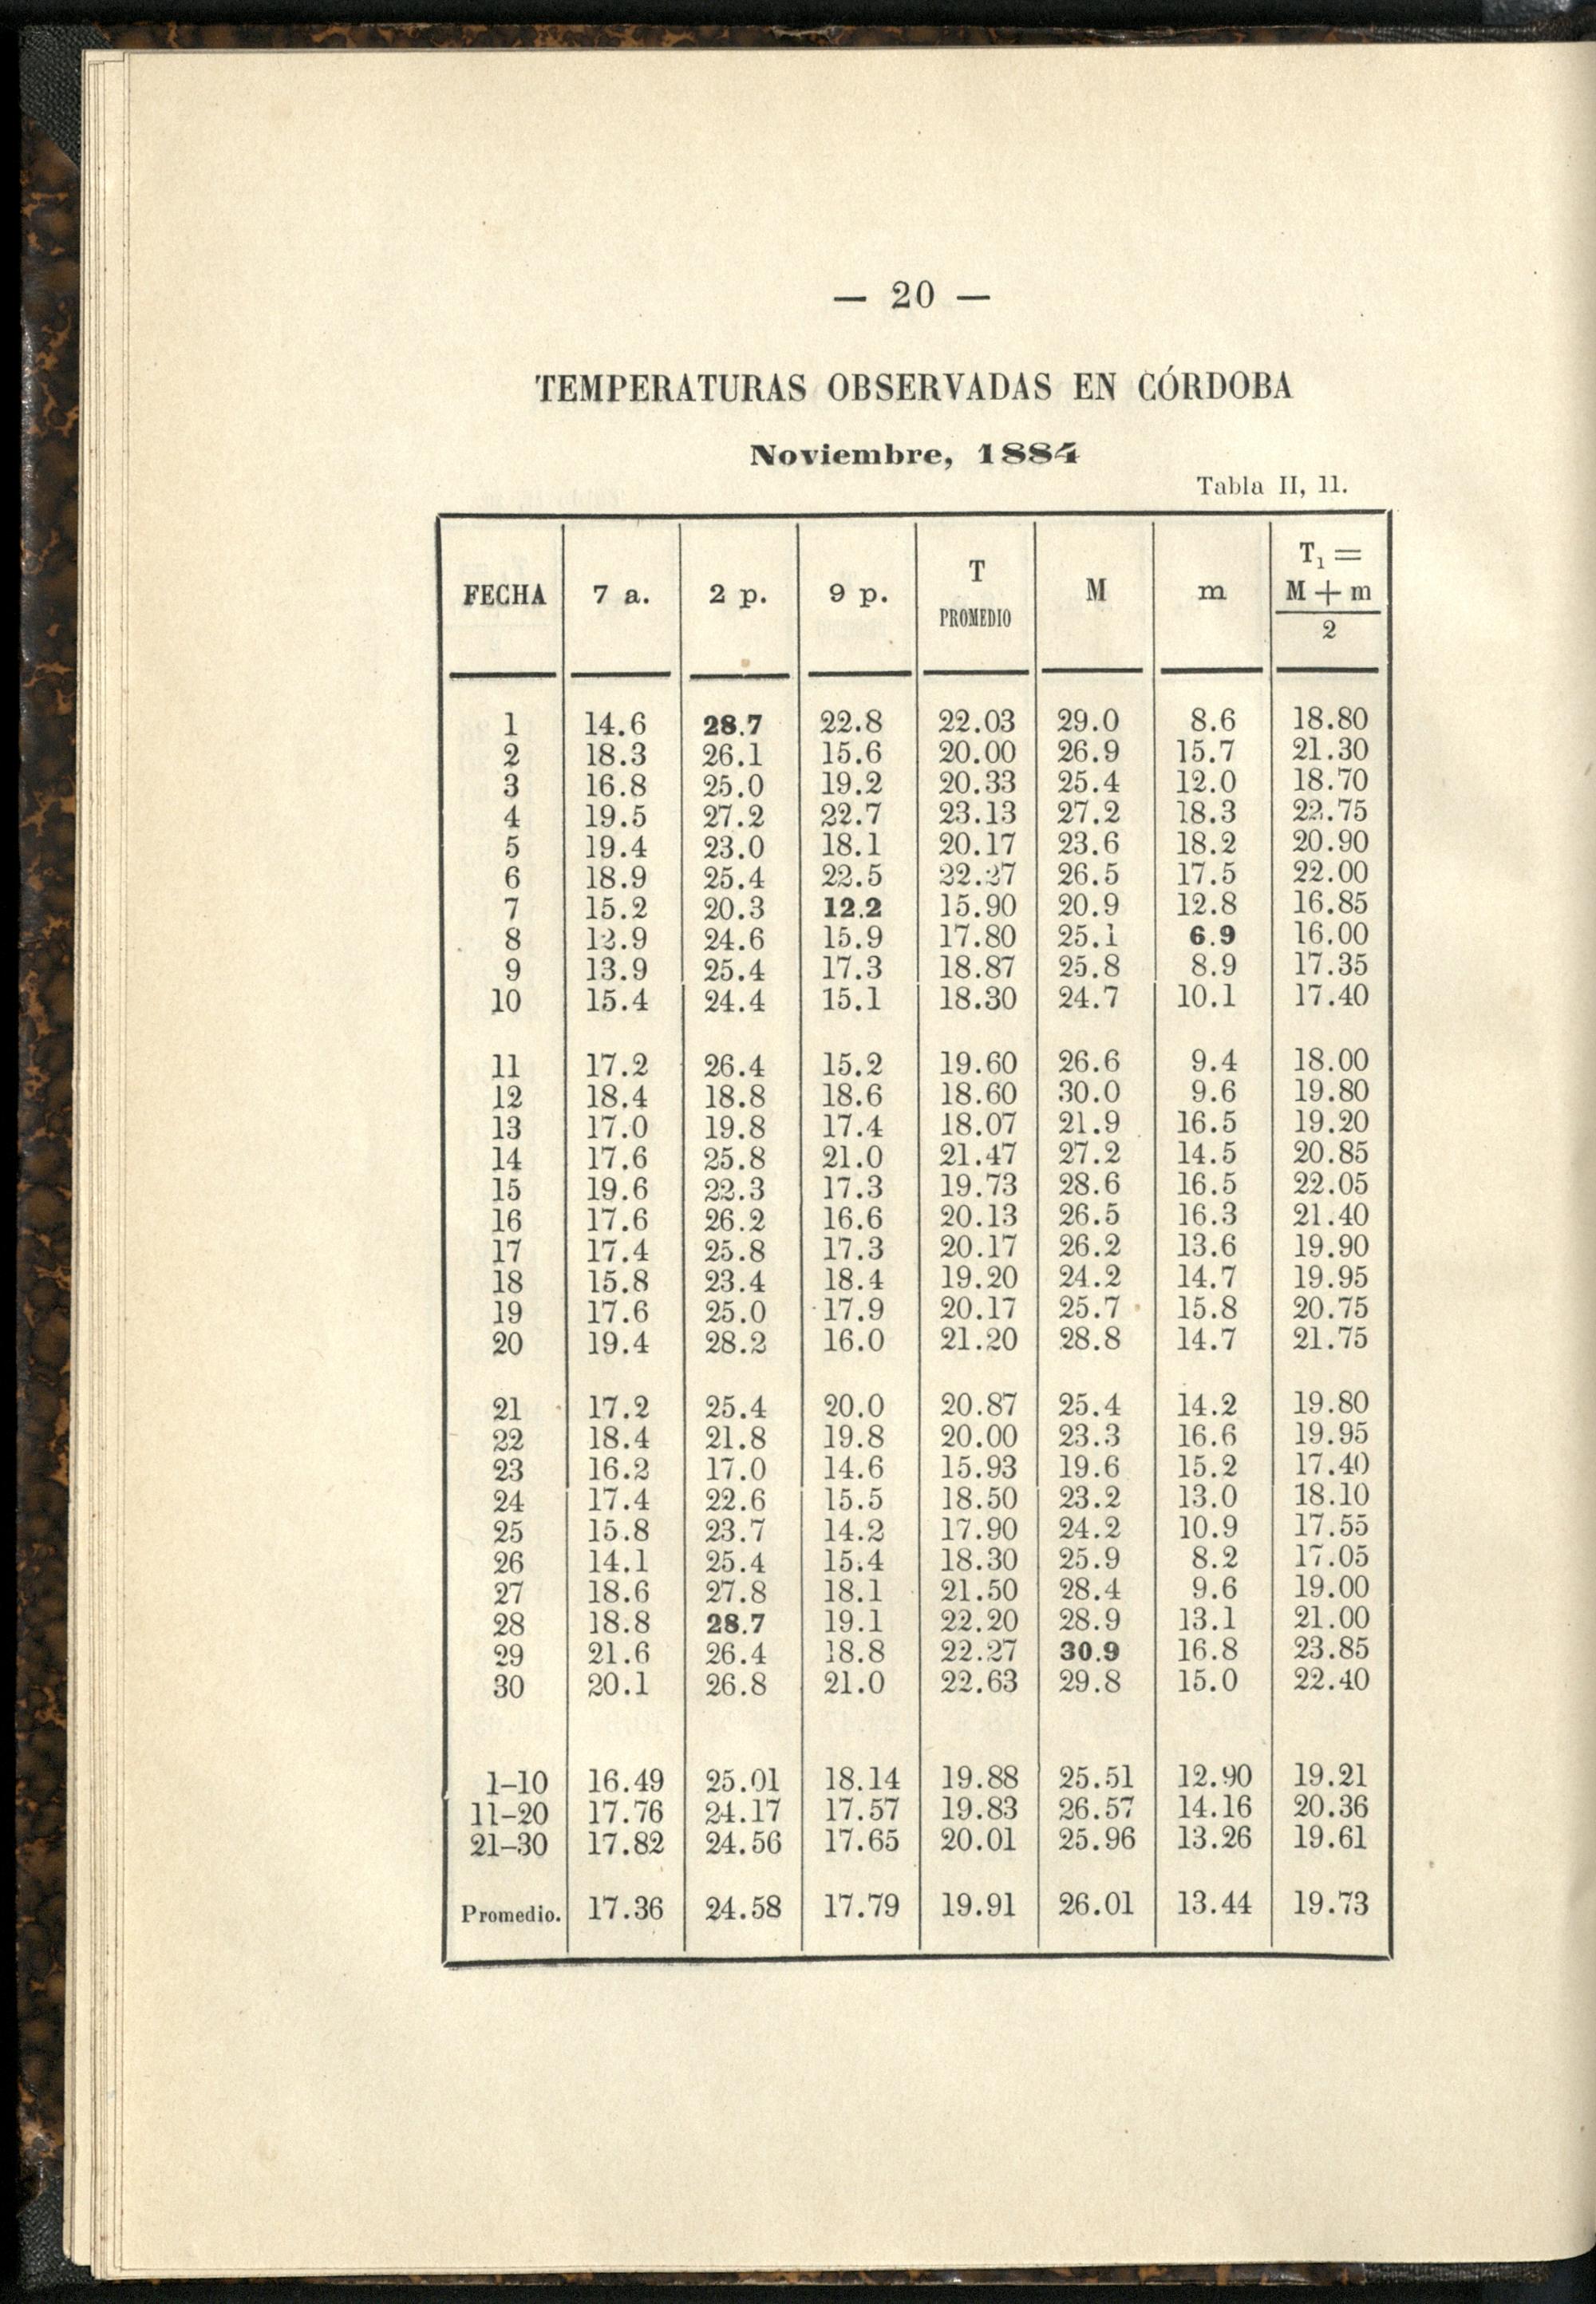 — 20 —
TEMPERATURAS OBSERVADAS EN CÓRDOBA
Noviembre, 1884
Tabla II, 11.
FECHA 7 a. 2 p. 9 p. T PROMEDIO M m T₁ = M + m / 2
1 14.6 28.7 22.8 22.03 29.0 8.6 18.80
2 18.3 26.1 15.6 20.00 26.9 15.7 21.30
3 16.8 25.0 19.2 20.33 25.4 12.0 18.70
4 19.5 27.2 22.7 23.13 27.2 18.3 22.75
5 19.4 23.0 18.1 20.17 23.6 18.2 20.90
6 18.9 25.4 22.5 22.27 26.5 17.5 22.00
7 15.2 20.3 12.2 15.90 20.9 12.8 16.85
8 12.9 24.6 15.9 17.80 25.1 6.9 16.00
9 13.9 25.4 17.3 18.87 25.8 8.9 17.35
10 15.4 24.4 15.1 18.30 24.7 10.1 17.40
11 17.2 26.4 15.2 19.60 26.6 9.4 18.00
12 18.4 18.8 18.6 18.60 30.0 9.6 19.80
13 17.0 19.8 17.4 18.07 21.9 16.5 19.20
14 17.6 25.8 21.0 21.47 27.2 14.5 20.85
15 19.6 22.3 17.3 19.73 28.6 16.5 22.05
16 17.6 26.2 16.6 20.13 26.5 16.3 21.40
17 17.4 25.8 17.3 20.17 26.2 13.6 19.90
18 15.8 23.4 18.4 19.20 24.2 14.7 19.95
19 17.6 25.0 17.9 20.17 25.7 15.8 20.75
20 19.4 28.2 16.0 21.20 28.8 14.7 21.75
21 17.2 25.4 20.0 20.87 25.4 14.2 19.80
22 18.4 21.8 19.8 20.00 23.3 16.6 19.95
23 16.2 17.0 14.6 15.93 19.6 15.2 17.40
24 17.4 22.6 15.5 18.50 23.2 13.0 18.10
25 15.8 23.7 14.2 17.90 24.2 10.9 17.55
26 14.1 25.4 15.4 18.30 25.9 8.2 17.05
27 18.6 27.8 18.1 21.50 28.4 9.6 19.00
28 18.8 28.7 19.1 22.20 28.9 13.1 21.00
29 21.6 26.4 18.8 22.27 30.9 16.8 23.85
30 20.1 26.8 21.0 22.63 29.8 15.0 22.40
1–10 16.49 25.01 18.14 19.88 25.51 12.90 19.21
11–20 17.76 24.17 17.57 19.83 26.57 14.16 20.36
21–30 17.82 24.56 17.65 20.01 25.96 13.26 19.61
Promedio. 17.36 24.58 17.79 19.91 26.01 13.44 19.73